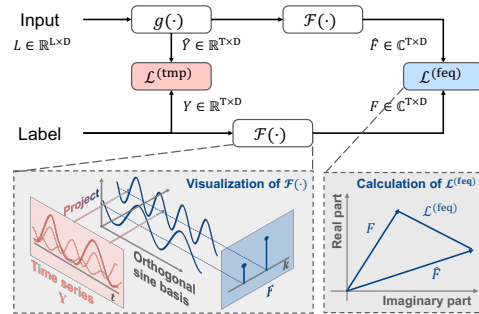 Input
L ∈ ℝ^{L×D}
g(·)
Ŷ ∈ ℝ^{T×D}
𝓕(·)
F̂ ∈ ℂ^{T×D}
𝓛^{(tmp)}
𝓛^{(feq)}
Y ∈ ℝ^{T×D}
F ∈ ℂ^{T×D}
Label
𝓕(·)
Visualization of 𝓕(·)
Project
Orthogonal
sine basis
Time series
Y
t
k
F
Calculation of 𝓛^{(feq)}
Real part
F
𝓛^{(feq)}
F̂
Imaginary part